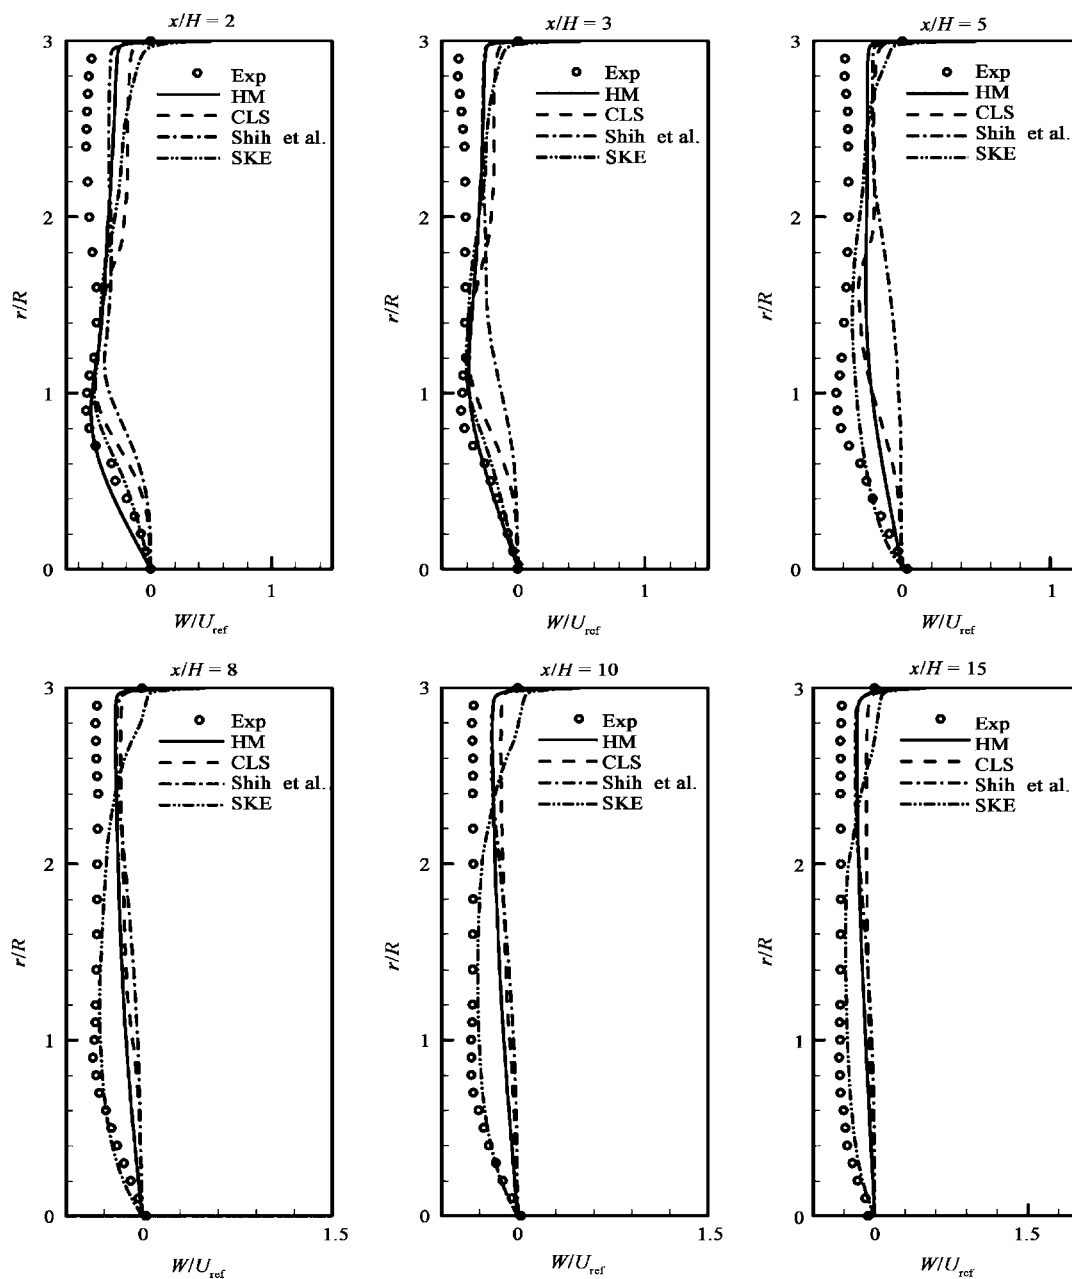 x/H = 2
3
2
1
0
r/R
Exp
HM
CLS
Shih et al.
SKE
0
1
W/U_ref
x/H = 3
3
2
1
0
r/R
Exp
HM
CLS
Shih et al.
SKE
0
1
W/U_ref
x/H = 5
3
2
1
0
r/R
Exp
HM
CLS
Shih et al.
SKE
0
1
W/U_ref
x/H = 8
3
2
1
0
r/R
Exp
HM
CLS
Shih et al.
SKE
0
1.5
W/U_ref
x/H = 10
3
2
1
0
r/R
Exp
HM
CLS
Shih et al.
SKE
0
1.5
W/U_ref
x/H = 15
3
2
1
0
r/R
Exp
HM
CLS
Shih et al.
SKE
0
1.5
W/U_ref